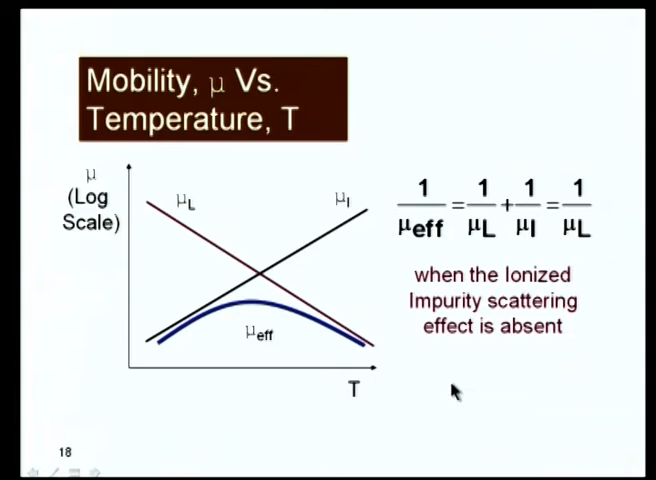 Mobility, μ Vs.
Temperature, T
μ
(Log
Scale)
μL
μI
μeff
T
1/μeff = 1/μL + 1/μI = 1/μL
when the Ionized
Impurity scattering
effect is absent
18